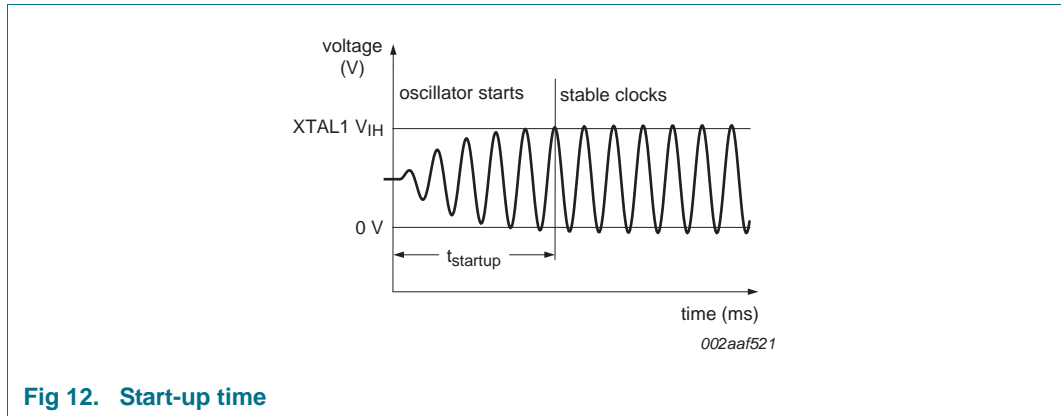 voltage
(V)
oscillator starts
stable clocks
XTAL1 VIH
0 V
tstartup
time (ms)
002aaf521
Fig 12. Start-up time